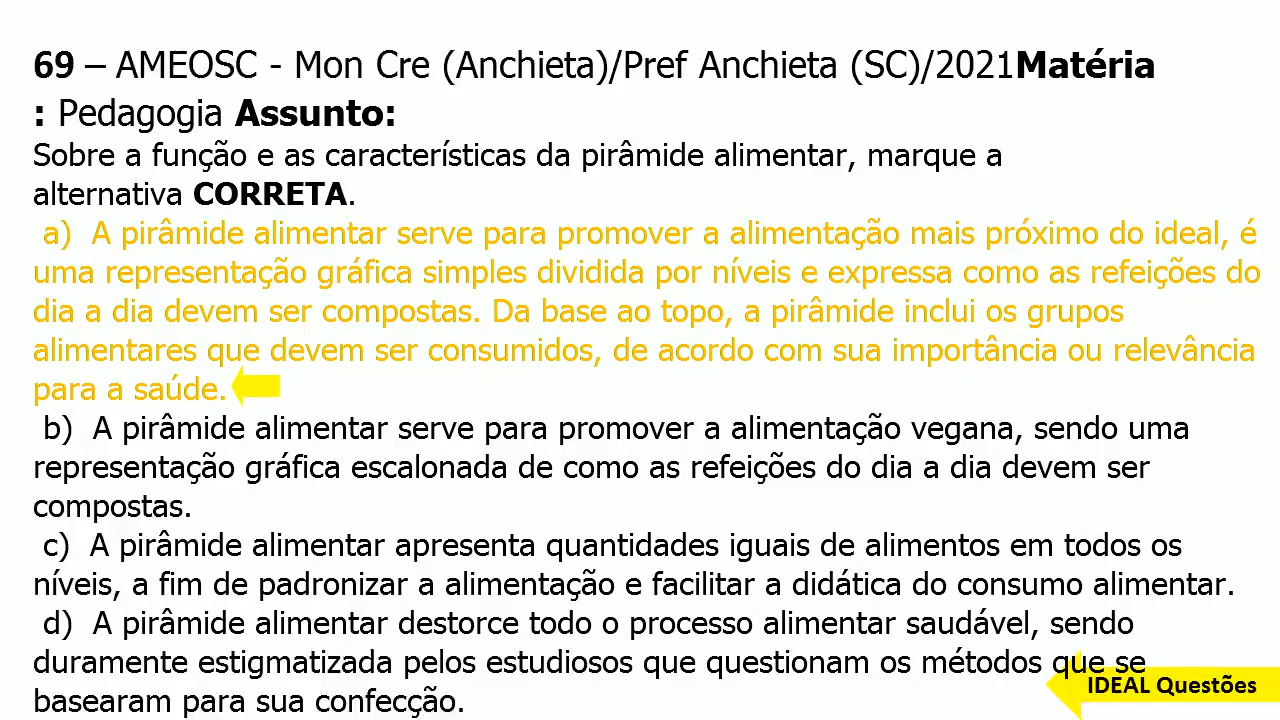 69 – AMEOSC - Mon Cre (Anchieta)/Pref Anchieta (SC)/2021Matéria
: Pedagogia Assunto:
Sobre a função e as características da pirâmide alimentar, marque a
alternativa CORRETA.
a) A pirâmide alimentar serve para promover a alimentação mais próximo do ideal, é
uma representação gráfica simples dividida por níveis e expressa como as refeições do
dia a dia devem ser compostas. Da base ao topo, a pirâmide inclui os grupos
alimentares que devem ser consumidos, de acordo com sua importância ou relevância
para a saúde.
b) A pirâmide alimentar serve para promover a alimentação vegana, sendo uma
representação gráfica escalonada de como as refeições do dia a dia devem ser
compostas.
c) A pirâmide alimentar apresenta quantidades iguais de alimentos em todos os
níveis, a fim de padronizar a alimentação e facilitar a didática do consumo alimentar.
d) A pirâmide alimentar destorce todo o processo alimentar saudável, sendo
duramente estigmatizada pelos estudiosos que questionam os métodos que se
basearam para sua confecção.
IDEAL Questões